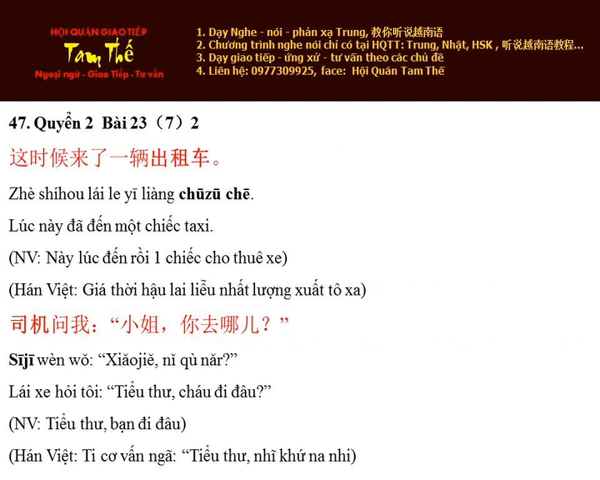 HỘI QUÁN GIAO TIẾP
Tam Thế
Ngoại ngữ - Giao Tiếp - Tư vấn
1. Dạy Nghe - nói - phản xạ Trung, 教你听说越南语
2. Chương trình nghe nói chỉ có tại HQTT: Trung, Nhật, HSK , 听说越南语教程...
3. Dạy giao tiếp - ứng xử - tư vấn theo các chủ đề
4. Liên hệ: 0977309925, face: Hội Quán Tam Thế
47. Quyển 2 Bài 23（7）2
这时候来了一辆出租车。
Zhè shíhou lái le yī liàng chūzū chē.
Lúc này đã đến một chiếc taxi.
(NV: Này lúc đến rồi 1 chiếc cho thuê xe)
(Hán Việt: Giá thời hậu lai liễu nhất lượng xuất tô xa)
司机问我：“小姐，你去哪儿？”
Sījī wèn wǒ: “Xiǎojiě, nǐ qù nǎr?”
Lái xe hỏi tôi: “Tiểu thư, cháu đi đâu?”
(NV: Tiểu thư, bạn đi đâu)
(Hán Việt: Ti cơ vấn ngã: “Tiểu thư, nhĩ khứ na nhi)